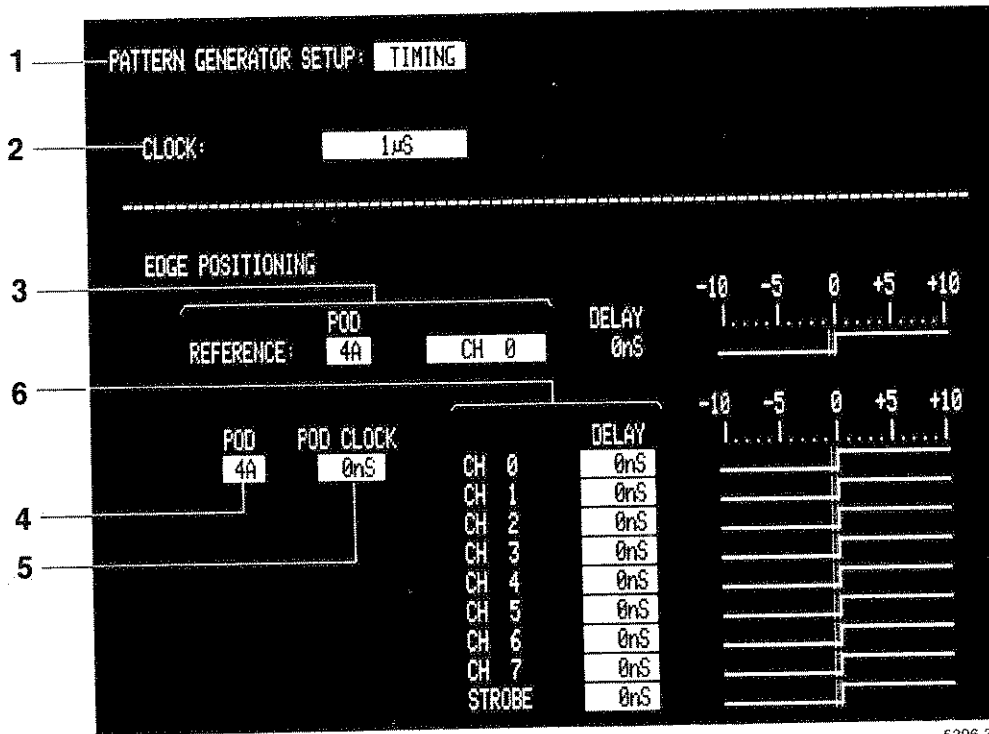 1 PATTERN GENERATOR SETUP: TIMING
2 CLOCK: 1µS
EDGE POSITIONING
3
-10 -5 0 +5 +10
POD DELAY
REFERENCE: 4A CH 0 0nS
6
-10 -5 0 +5 +10
POD POD CLOCK DELAY
4A 0nS CH 0 0nS
CH 1 0nS
4 CH 2 0nS
5 CH 3 0nS
CH 4 0nS
CH 5 0nS
CH 6 0nS
CH 7 0nS
STROBE 0nS